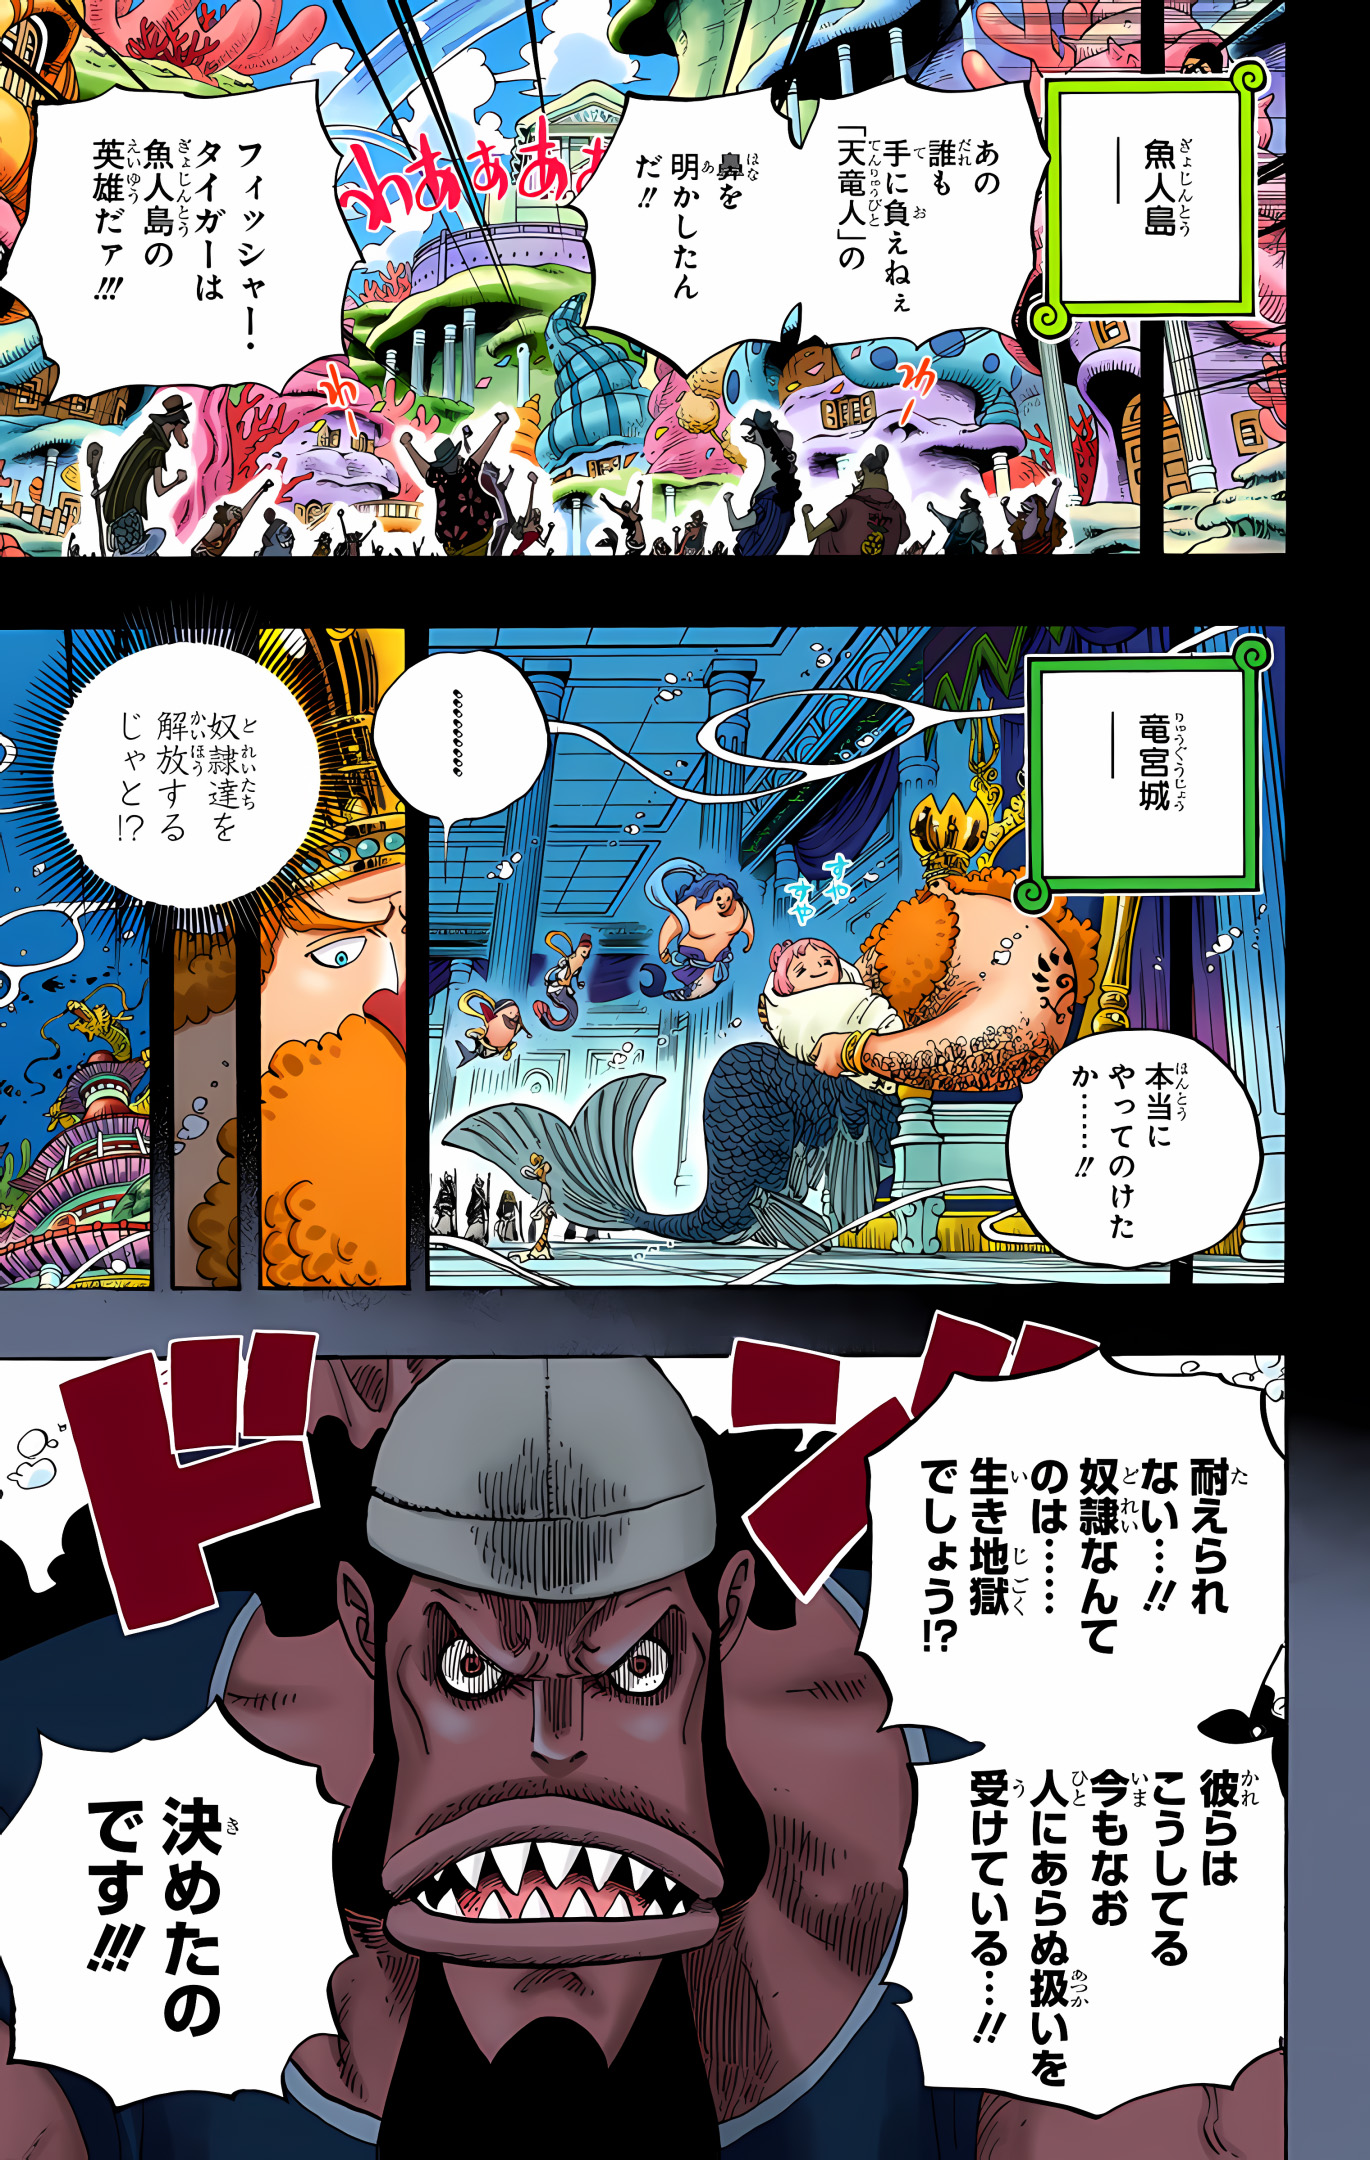 魚人島
――
あの
誰も
手に負えねェ
「天竜人」の
鼻を
明かしたん
だ!!
わあぁぁあぁ
フィッシャー・
タイガーは
魚人島の
英雄だァ!!!
わー
わー
竜宮城
――
本当に
やってのけた
か……!!
すや
すや
………
奴隷達を
解放する
じゃと!?
耐えられ
ない…!!
奴隷なんて
のは……
生き地獄
でしょう!?
彼らは
こうしてる
今もなお
人にあらぬ扱いを
受けている…!!
ドン
決めたの
です!!!